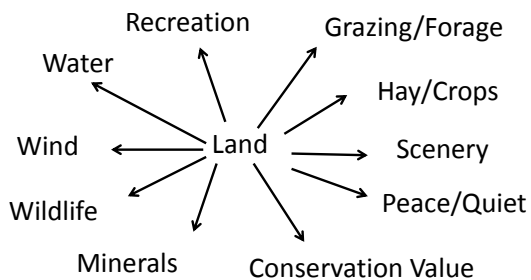 Recreation
Grazing/Forage
Water
Hay/Crops
Wind
Land
Scenery
Wildlife
Peace/Quiet
Minerals
Conservation Value